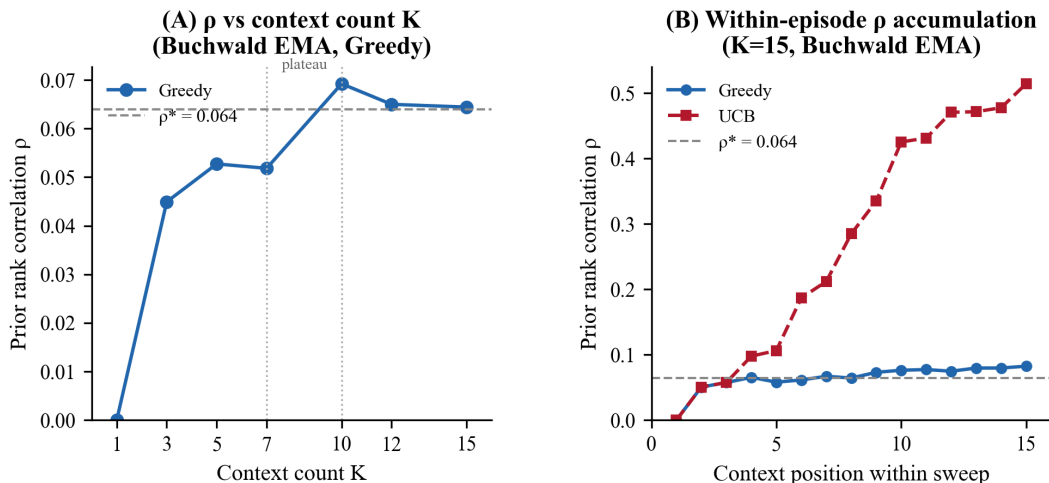 (A) ρ vs context count K
(Buchwald EMA, Greedy)
plateau
Greedy
ρ* = 0.064
0.07
0.06
0.05
0.04
0.03
0.02
0.01
0.00
Prior rank correlation ρ
1 3 5 7 10 12 15
Context count K
(B) Within-episode ρ accumulation
(K=15, Buchwald EMA)
Greedy
UCB
ρ* = 0.064
0.5
0.4
0.3
0.2
0.1
0.0
Prior rank correlation ρ
0 5 10 15
Context position within sweep